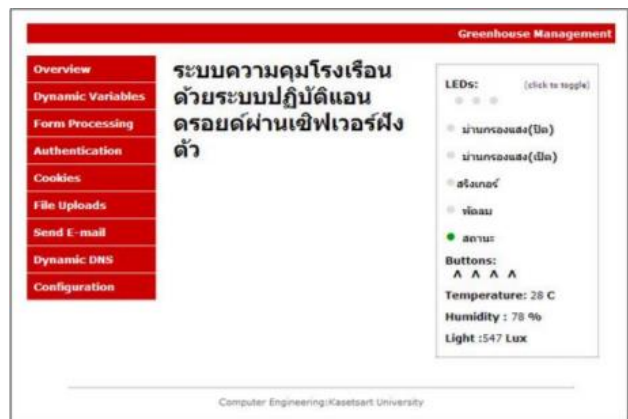 Greenhouse Management
Overview
Dynamic Variables
Form Processing
Authentication
Cookies
File Uploads
Send E-mail
Dynamic DNS
Configuration
ระบบความคุมโรงเรือน
ด้วยระบบปฏิบัติแอน
ดรอยด์ผ่านเซิฟเวอร์ฝัง
ตัว
LEDs: (click to toggle)
ม่านกรองแสง(ปิด)
ม่านกรองแสง(เปิด)
สริงเกอร์
พัดลม
สถานะ
Buttons:
Λ Λ Λ Λ
Temperature: 28 C
Humidity : 78 %
Light :547 Lux
Computer Engineering:Kasetsart University